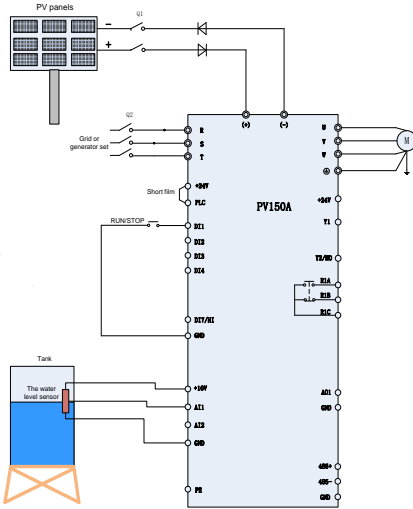 PV panels
Q1
−
+
(+) (-)
Q2
Grid or
generator set
R
S
T
U
V
W
M
Short film
+24V
PLC
PV150A
+24V
Y1
RUN/STOP
DI1
DI2
DI3
DI4
Y2/HO
R1A
R1B
R1C
DI7/HI
GND
Tank
The water
level sensor
+10V
AI1
AI2
GND
AO1
GND
PE
485+
485-
GND